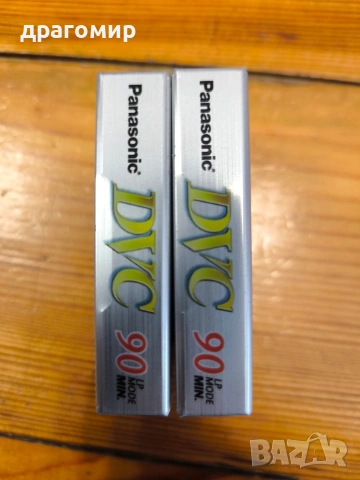 драгомир
Panasonic
DVC
90 LP MODE MIN.
Panasonic
DVC
90 LP MODE MIN.
BAZAR